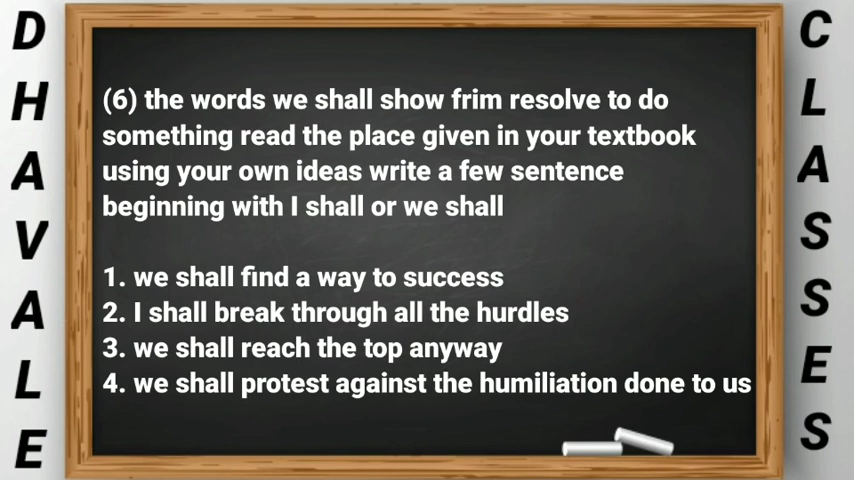 DHAVALE
(6) the words we shall show frim resolve to do
something read the place given in your textbook
using your own ideas write a few sentence
beginning with I shall or we shall
1. we shall find a way to success
2. I shall break through all the hurdles
3. we shall reach the top anyway
4. we shall protest against the humiliation done to us
CLASSES